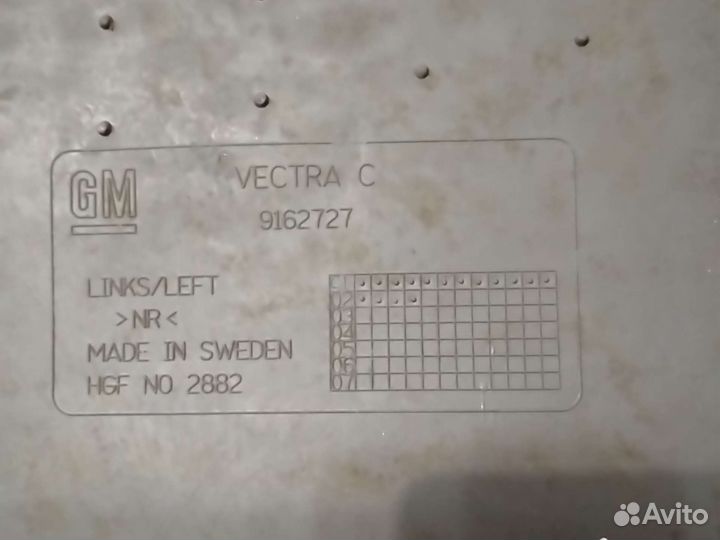 GM
VECTRA C
9162727
LINKS/LEFT
>NR<
MADE IN SWEDEN
HGF NO 2882
01
02
03
04
05
06
07
Avito